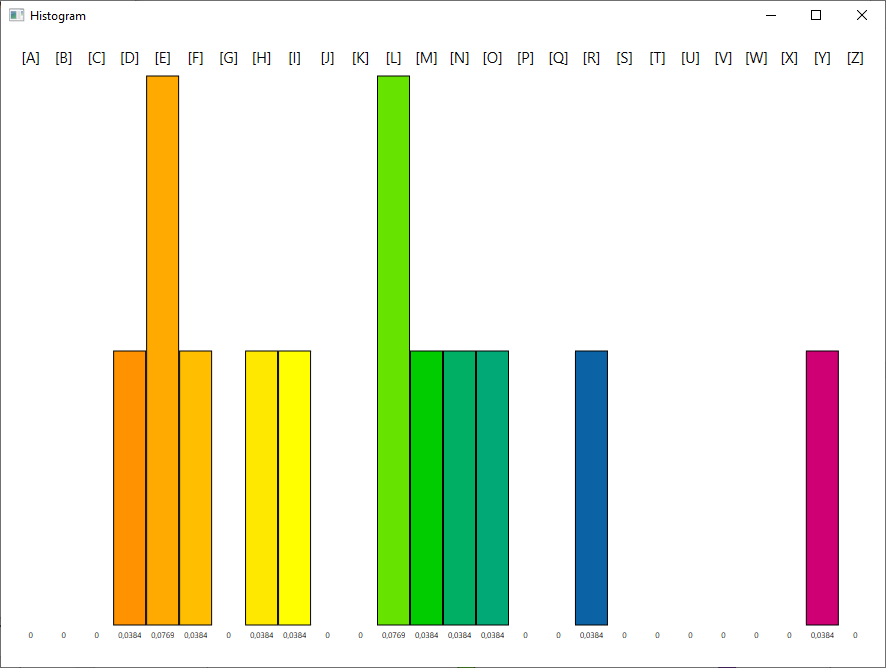 Histogram
[A] [B] [C] [D] [E] [F] [G] [H] [I] [J] [K] [L] [M] [N] [O] [P] [Q] [R] [S] [T] [U] [V] [W] [X] [Y] [Z]
0 0 0 0,0384 0,0769 0,0384 0 0,0384 0,0384 0 0 0,0769 0,0384 0,0384 0,0384 0 0 0,0384 0 0 0 0 0 0 0,0384 0